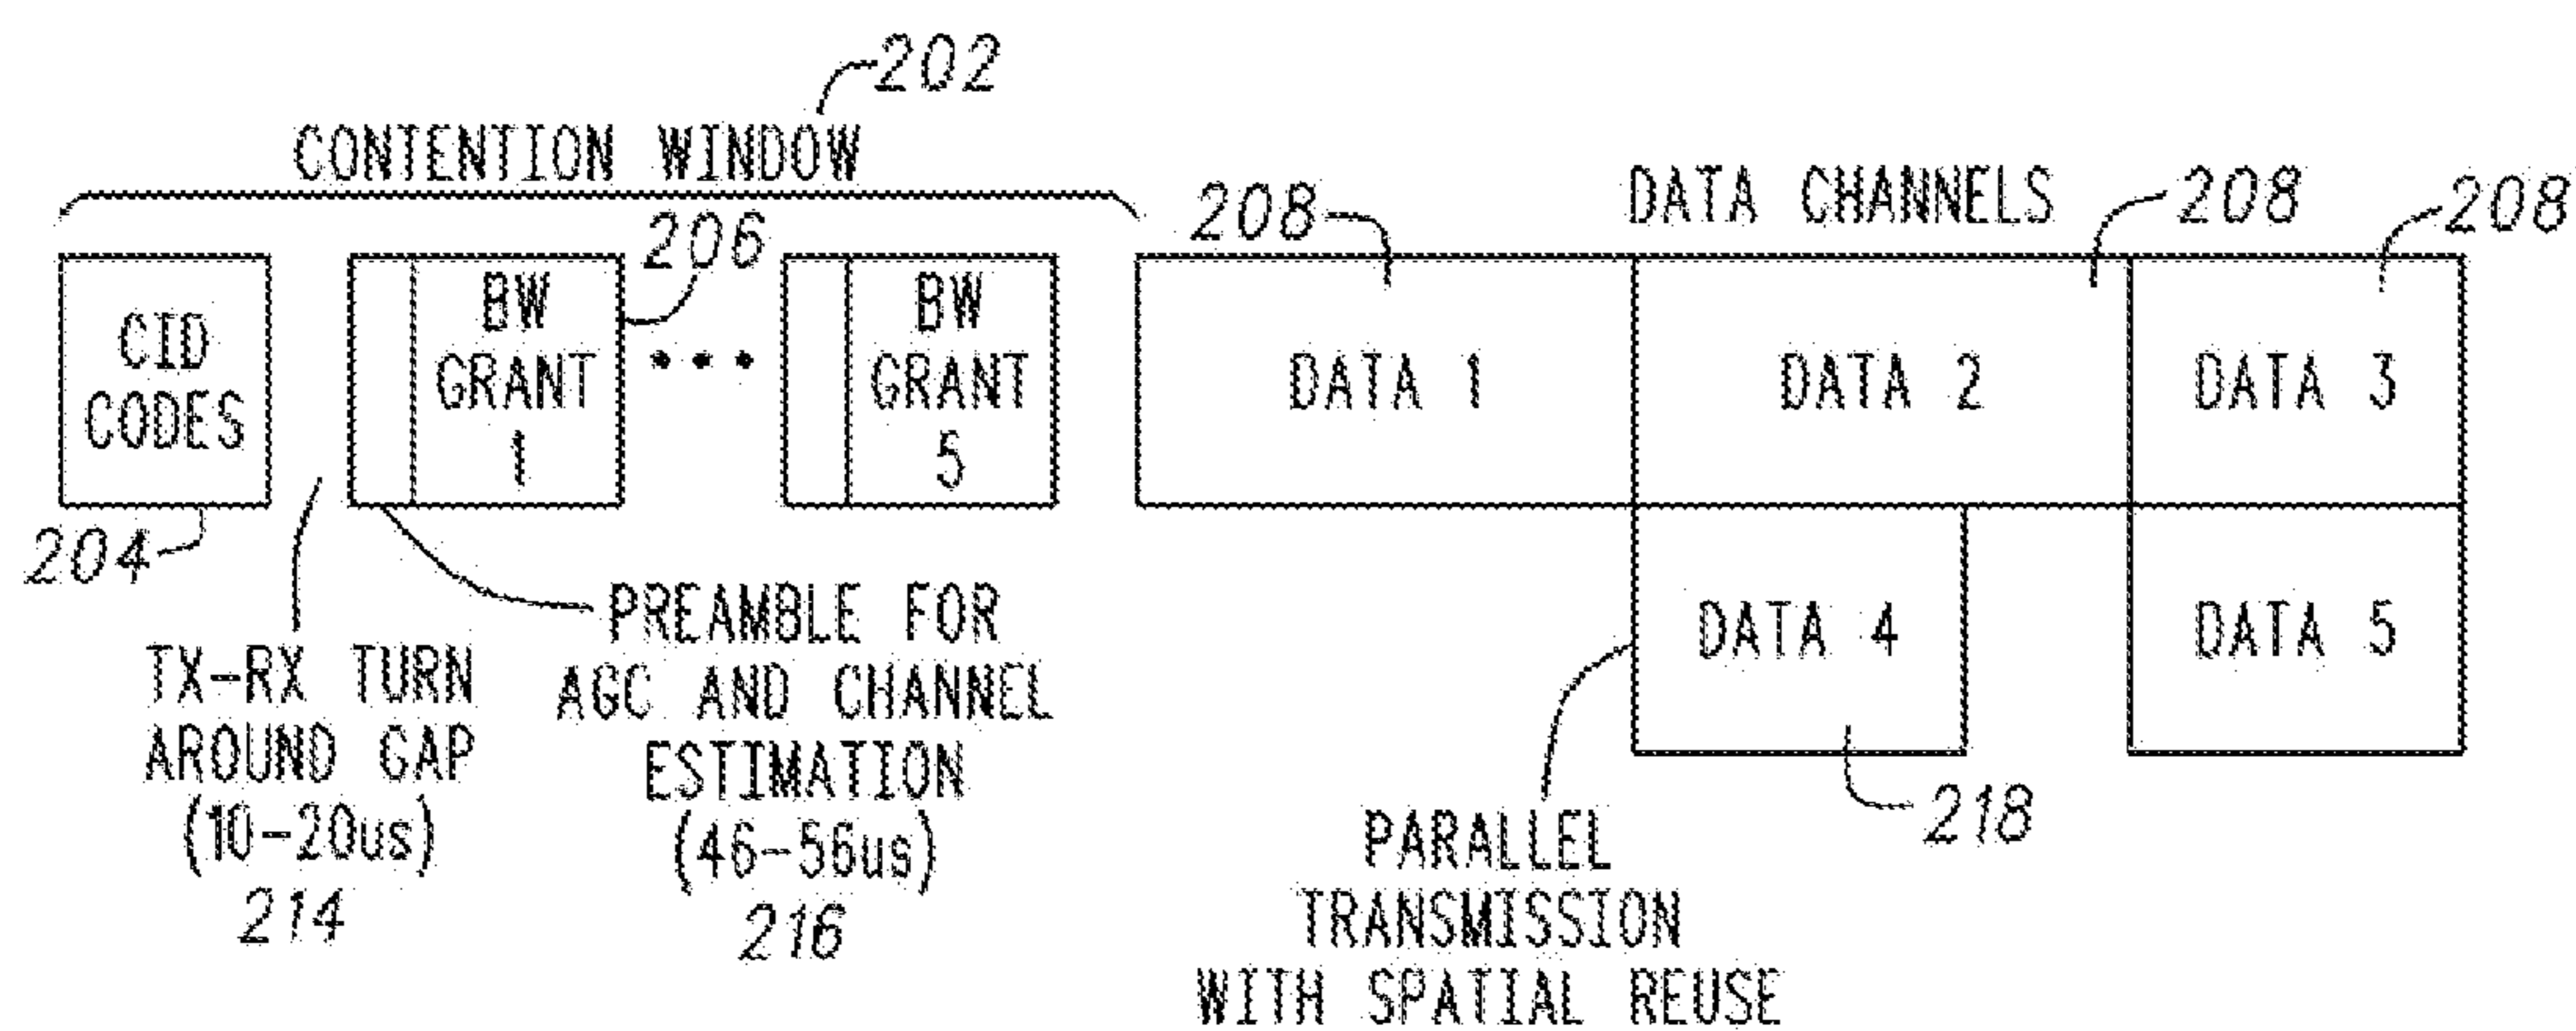 202
CONTENTION WINDOW
208
DATA CHANNELS
208
208
206
CID
CODES
BW
GRANT
1
BW
GRANT
5
DATA 1
DATA 2
DATA 3
204
TX-RX TURN
AROUND GAP
(10-20us)
214
PREAMBLE FOR
AGC AND CHANNEL
ESTIMATION
(46-56us)
216
DATA 4
DATA 5
218
PARALLEL
TRANSMISSION
WITH SPATIAL REUSE